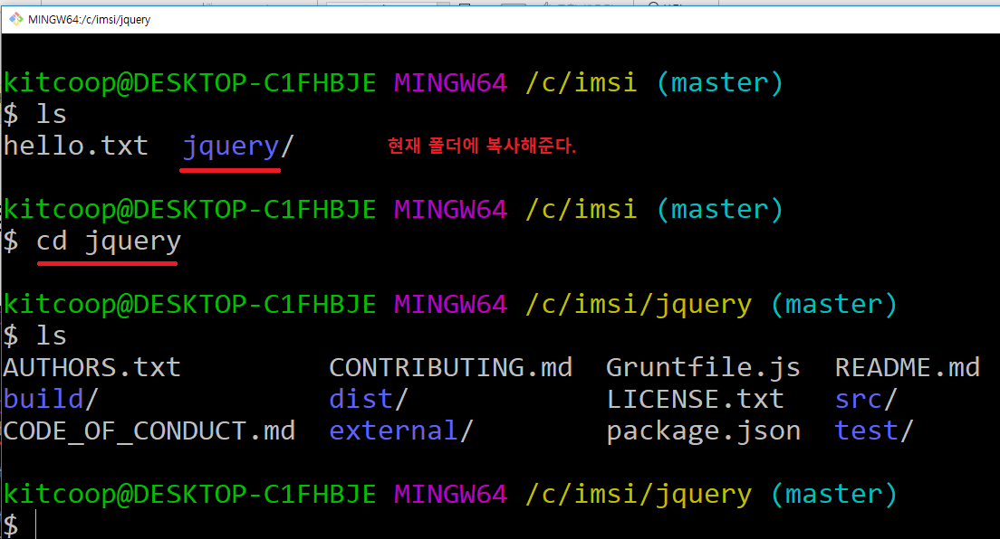 MINGW64:/c/imsi/jquery
kitcoop@DESKTOP-C1FHBJE MINGW64 /c/imsi (master)
$ ls
hello.txt  jquery/ 현재 폴더에 복사해준다.
kitcoop@DESKTOP-C1FHBJE MINGW64 /c/imsi (master)
$ cd jquery
kitcoop@DESKTOP-C1FHBJE MINGW64 /c/imsi/jquery (master)
$ ls
AUTHORS.txt CONTRIBUTING.md Gruntfile.js README.md
build/ dist/ LICENSE.txt src/
CODE_OF_CONDUCT.md external/ package.json test/
kitcoop@DESKTOP-C1FHBJE MINGW64 /c/imsi/jquery (master)
$